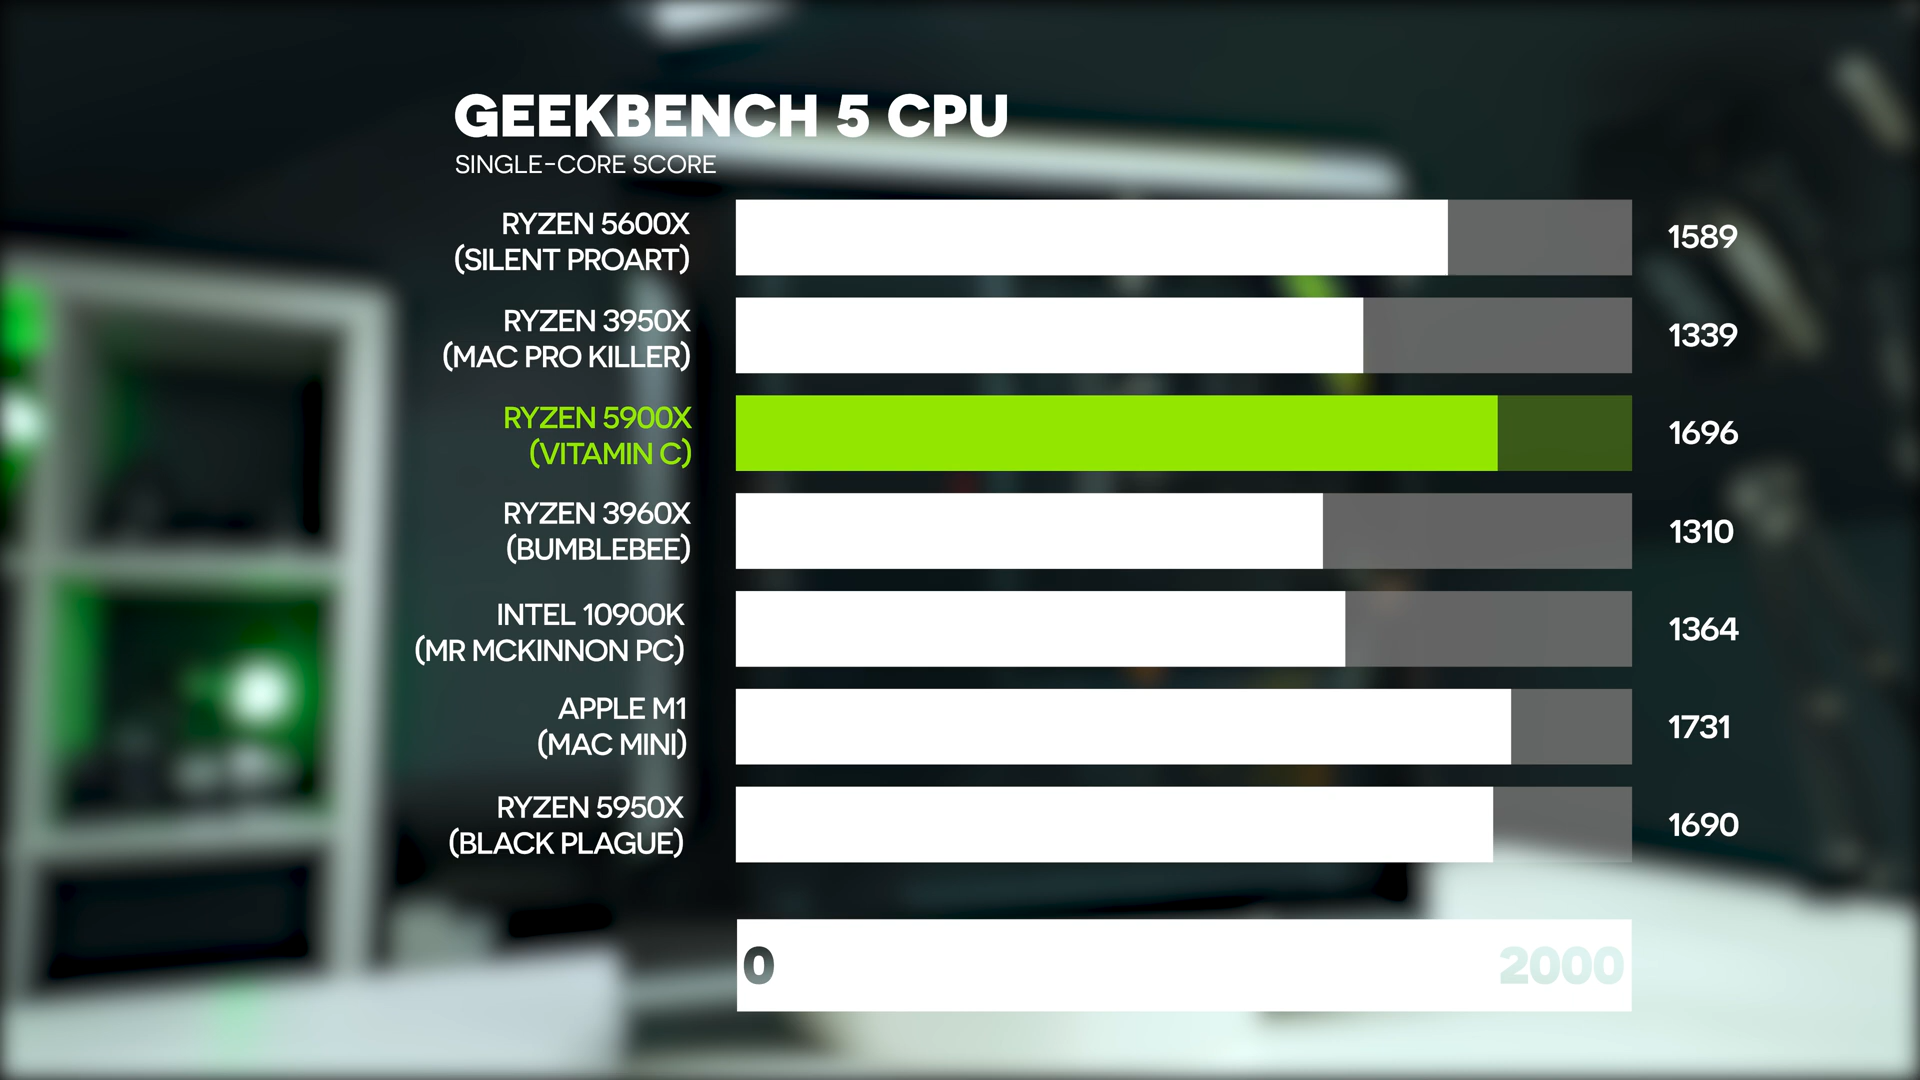 GEEKBENCH 5 CPU
SINGLE-CORE SCORE
RYZEN 5600X
(SILENT PROART)
1589
RYZEN 3950X
(MAC PRO KILLER)
1339
RYZEN 5900X
(VITAMIN C)
1696
RYZEN 3960X
(BUMBLEBEE)
1310
INTEL 10900K
(MR MCKINNON PC)
1364
APPLE M1
(MAC MINI)
1731
RYZEN 5950X
(BLACK PLAGUE)
1690
0 2000